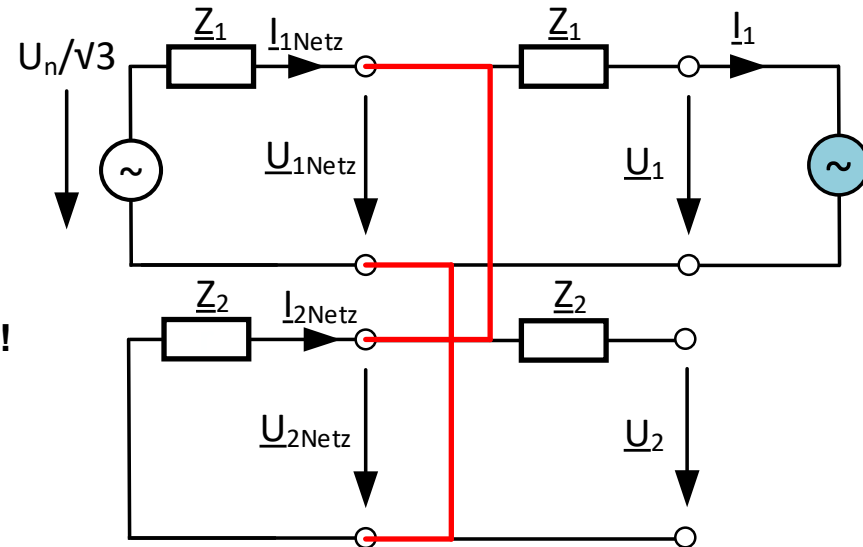 Z1 I1Netz Z1 I1
Un/√3
U1Netz U1
~ ~
Z2 I2Netz Z2
!
U2Netz U2